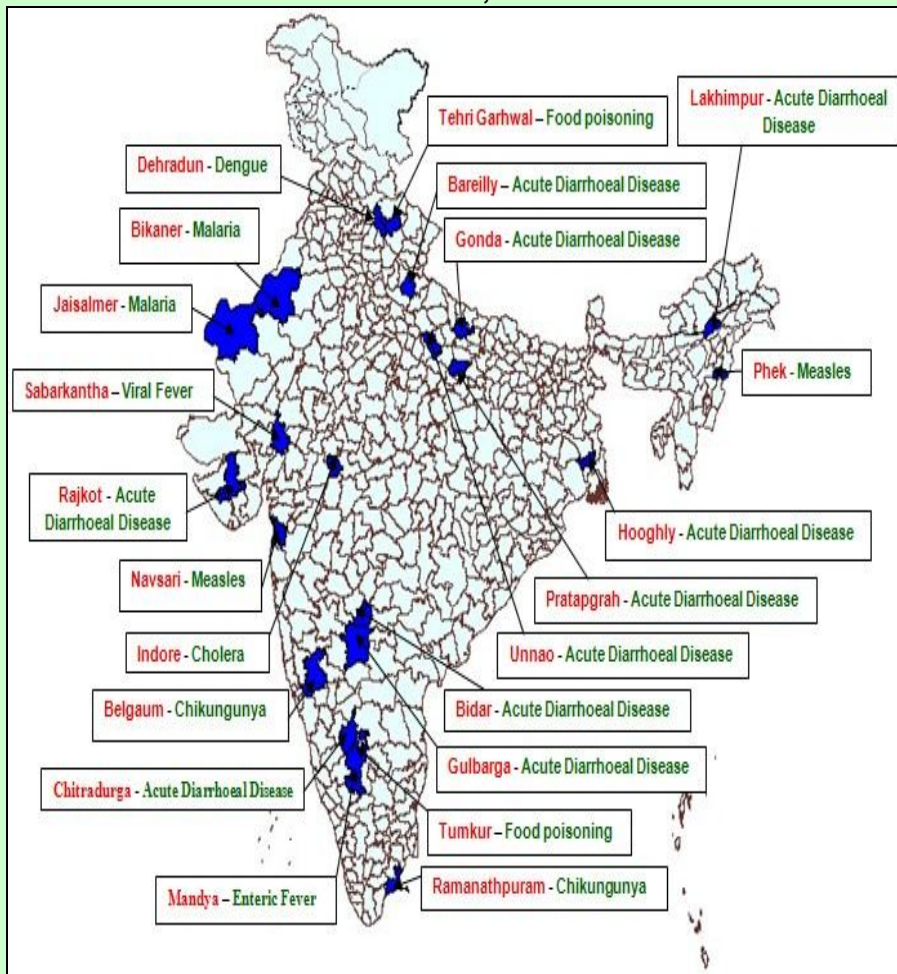 Lakhimpur - Acute Diarrhoeal
Disease
Tehri Garhwal – Food poisoning
Dehradun - Dengue
Bareilly – Acute Diarrhoeal Disease
Bikaner - Malaria
Gonda - Acute Diarrhoeal Disease
Jaisalmer - Malaria
Phek - Measles
Sabarkantha – Viral Fever
Rajkot - Acute
Diarrhoeal Disease
Hooghly - Acute Diarrhoeal Disease
Navsari - Measles
Pratapgrah - Acute Diarrhoeal Disease
Indore - Cholera
Unnao - Acute Diarrhoeal Disease
Belgaum - Chikungunya
Bidar - Acute Diarrhoeal Disease
Gulbarga - Acute Diarrhoeal Disease
Chitradurga - Acute Diarrhoeal Disease
Tumkur – Food poisoning
Ramanathpuram - Chikungunya
Mandya – Enteric Fever